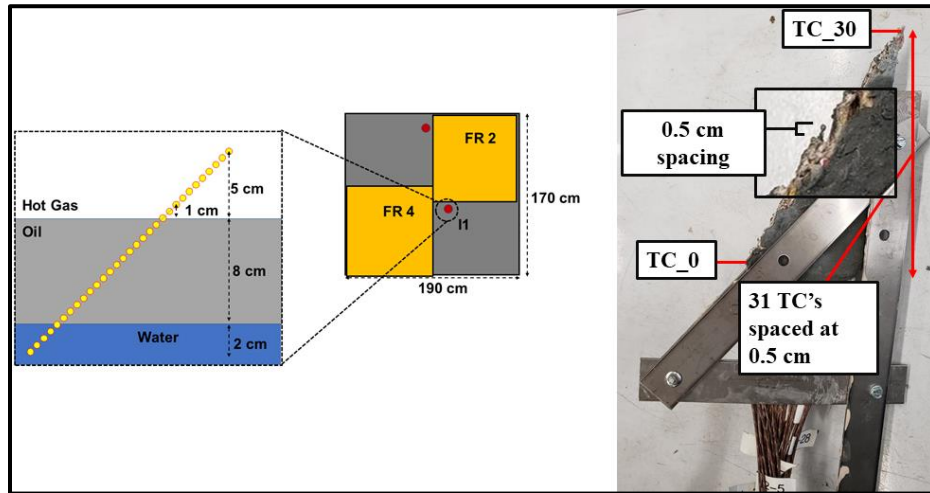 Hot Gas
Oil
Water
5 cm
1 cm
8 cm
2 cm
FR 2
FR 4
I1
170 cm
190 cm
TC_30
0.5 cm
spacing
TC_0
31 TC's
spaced at
0.5 cm